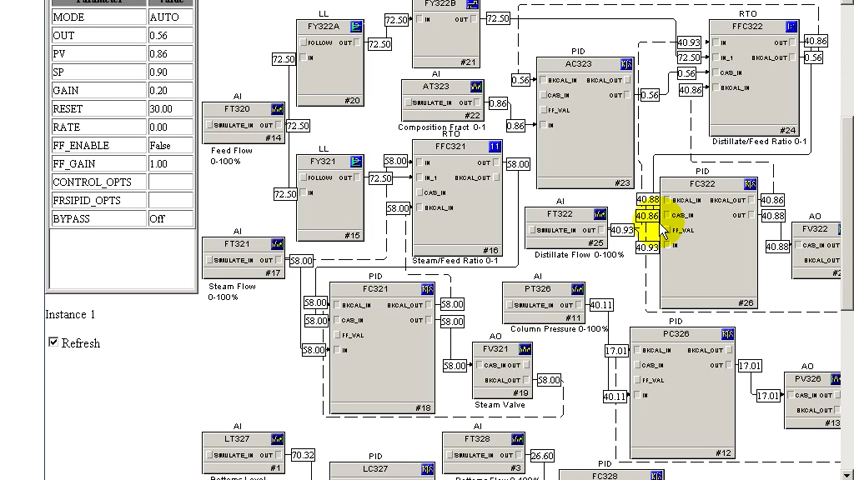 Parameter Value
MODE AUTO
OUT 0.56
PV 0.86
SP 0.90
GAIN 0.20
RESET 30.00
RATE 0.00
FF_ENABLE False
FF_GAIN 1.00
CONTROL_OPTS
FRSIPID_OPTS
BYPASS Off
Instance 1
Refresh
AI
FT320
SIMULATE_IN OUT
#14
Feed Flow
0-100%
72.50
72.50
72.50
LL
FY322A
FOLLOW OUT
IN
#20
72.50
72.50
FY322B
IN OUT
#21
72.50
AI
AT323
SIMULATE_IN OUT
#22
Composition Fract 0-1
0.86
0.86
0.56
PID
AC323
BKCAL_IN BKCAL_OUT
CAS_IN OUT
FF_VAL
IN
#23
0.56
40.93
72.50
0.56
40.86
RTO
FFC322
IN OUT
IN_1 BKCAL_OUT
CAS_IN
BKCAL_IN
#24
Distillate/Feed Ratio 0-1
40.86
0.56
LL
FY321
FOLLOW OUT
IN
#15
72.50
58.00
58.00
RTO
FFC321
IN OUT
IN_1 BKCAL_OUT
CAS_IN
BKCAL_IN
#16
Steam/Feed Ratio 0-1
58.00
AI
FT322
SIMULATE_IN OUT
#25
Distillate Flow 0-100%
40.93
40.88
40.86
40.93
PID
FC322
BKCAL_IN BKCAL_OUT
CAS_IN OUT
FF_VAL
IN
#26
40.86
40.88
40.88
AO
FV322
AI
FT321
SIMULATE_IN OUT
#17
Steam Flow
0-100%
58.00
58.00
58.00
58.00
PID
FC321
BKCAL_IN BKCAL_OUT
CAS_IN OUT
FF_VAL
IN
#18
58.00
58.00
58.00
AO
FV321
CAS_IN OUT
BKCAL_OUT
#19
Steam Valve
58.00
AI
PT326
SIMULATE_IN OUT
#11
Column Pressure 0-100%
40.11
17.01
40.11
PID
PC326
BKCAL_IN BKCAL_OUT
CAS_IN OUT
FF_VAL
IN
#12
17.01
17.01
AO
PV326
CAS_IN OUT
BKCAL_OUT
#13
AI
LT327
SIMULATE_IN OUT
#1
70.32
PID
LC327
AI
FT328
SIMULATE_IN OUT
#3
26.60
PID
FC328